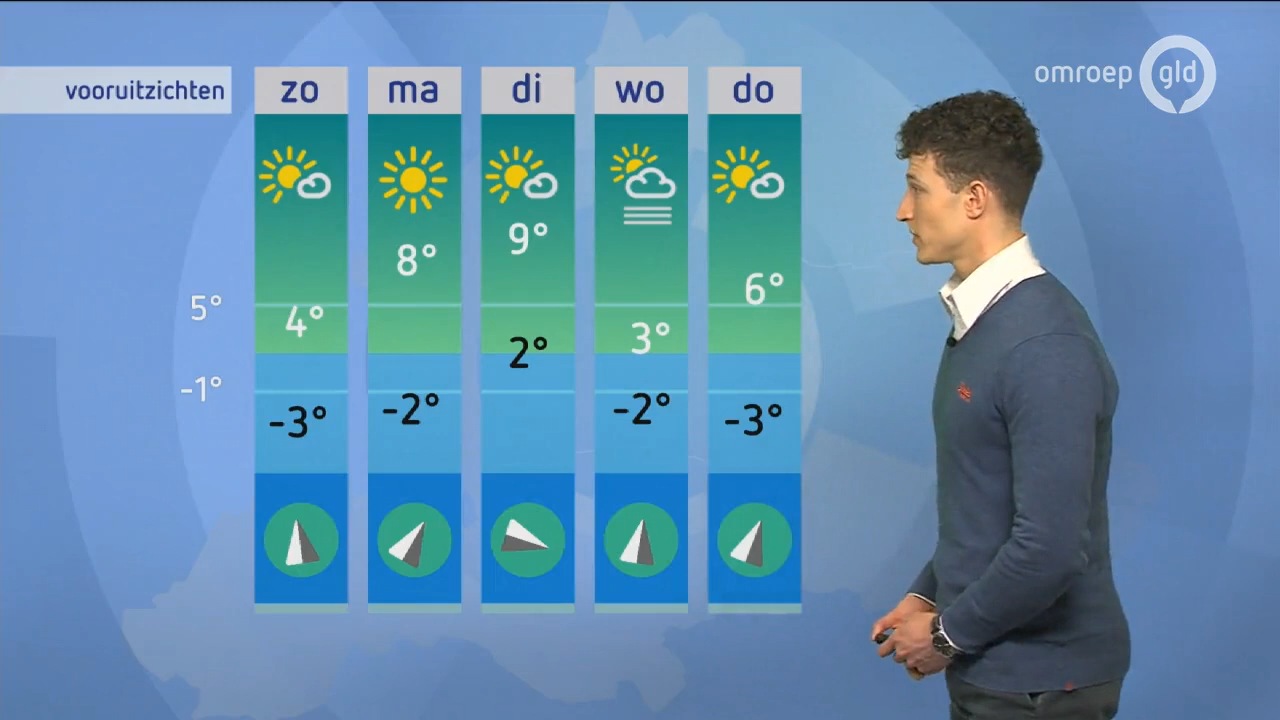 omroep gld
vooruitzichten zo ma di wo do
8° 9°
5° 4° 2° 3° 6°
-1°
-3° -2° -2° -3°